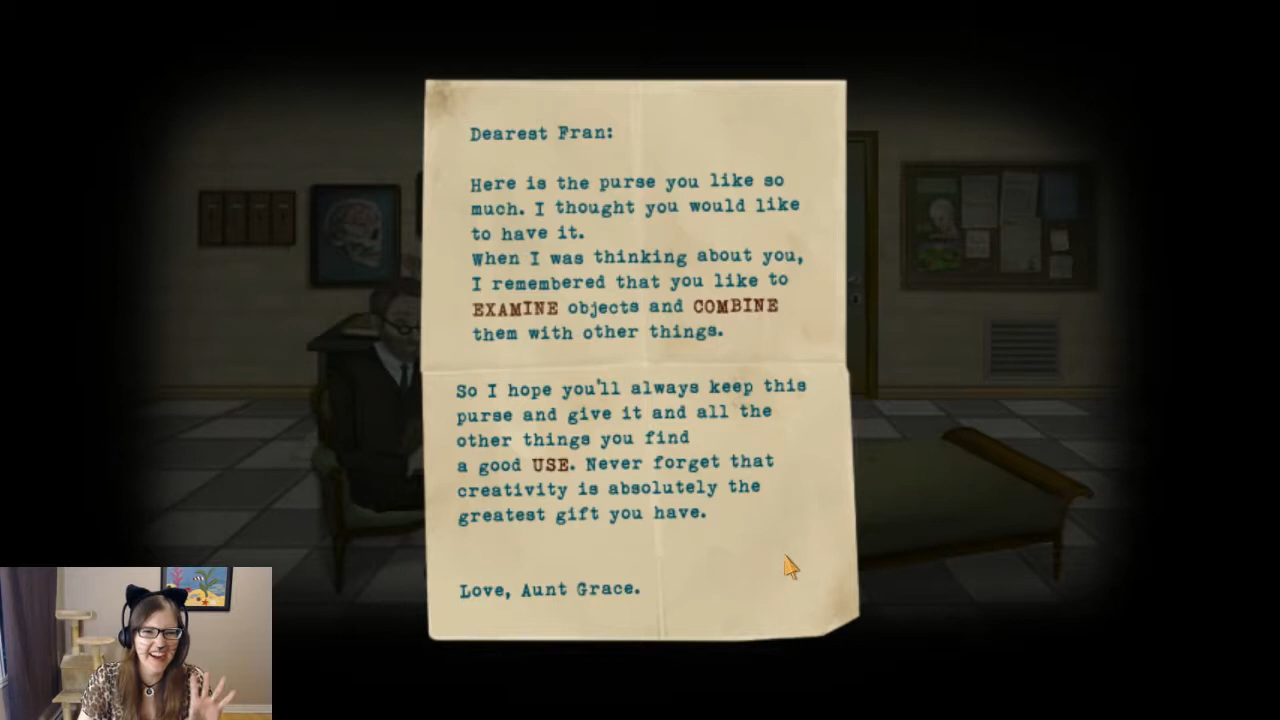 Dearest Fran:
Here is the purse you like so
much. I thought you would like
to have it.
When I was thinking about you,
I remembered that you like to
EXAMINE objects and COMBINE
them with other things.
So I hope you'll always keep this
purse and give it and all the
other things you find
a good USE. Never forget that
creativity is absolutely the
greatest gift you have.
Love, Aunt Grace.